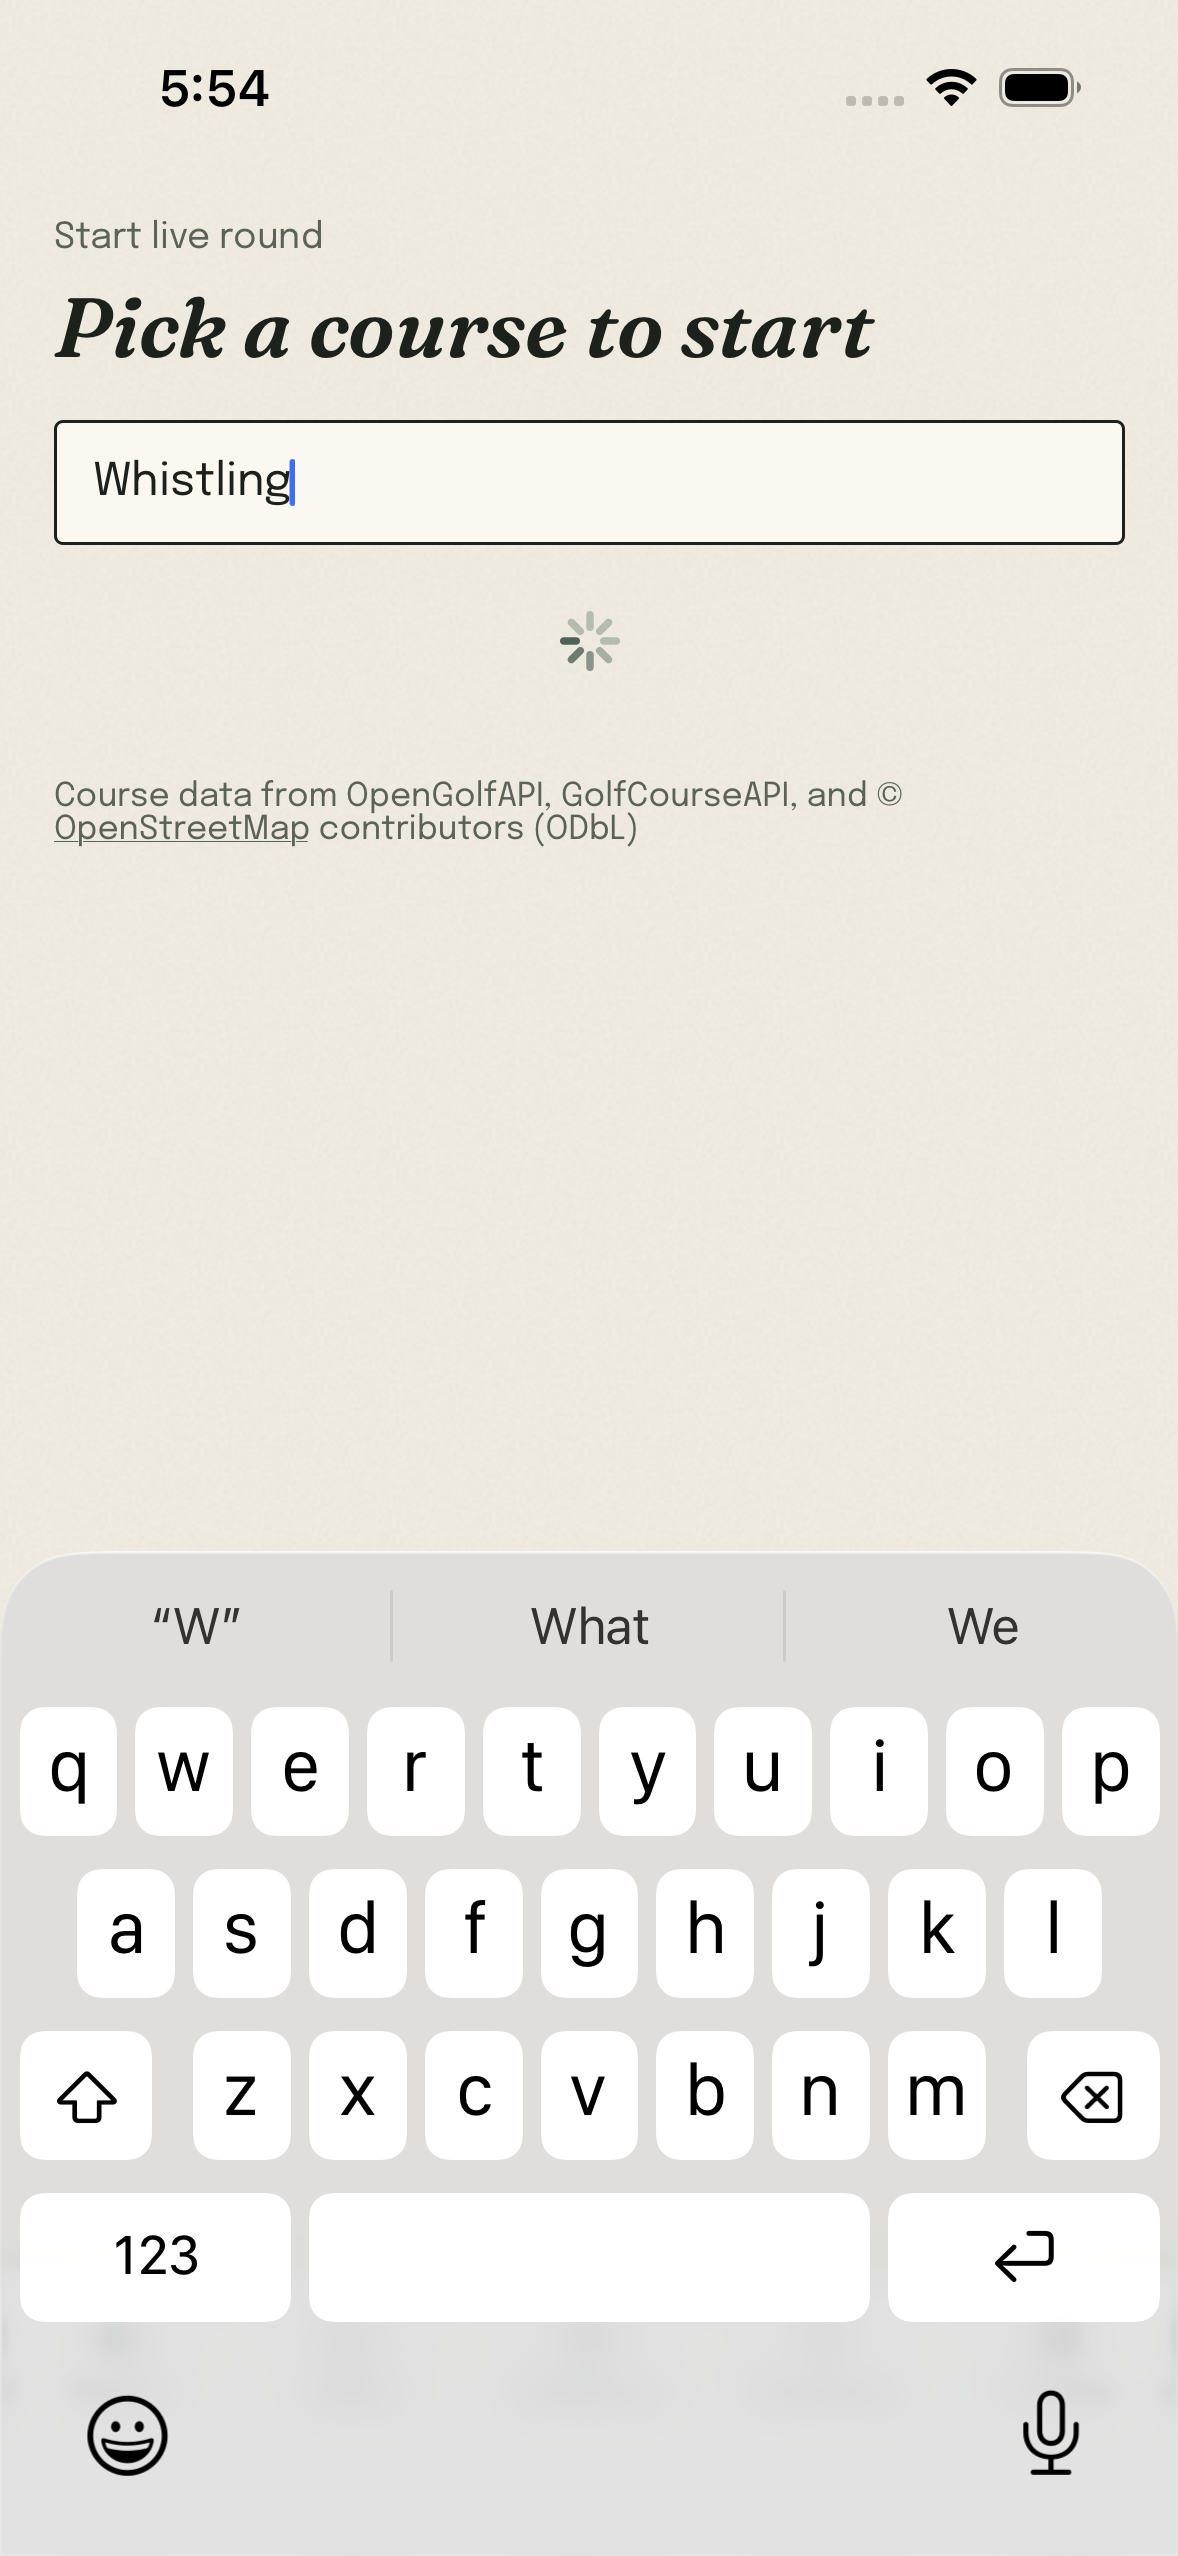 5:54
Start live round
Pick a course to start
Whistling
Course data from OpenGolfAPI, GolfCourseAPI, and ©
OpenStreetMap contributors (ODbL)
“W” What We
q w e r t y u i o p
a s d f g h j k l
z x c v b n m
123